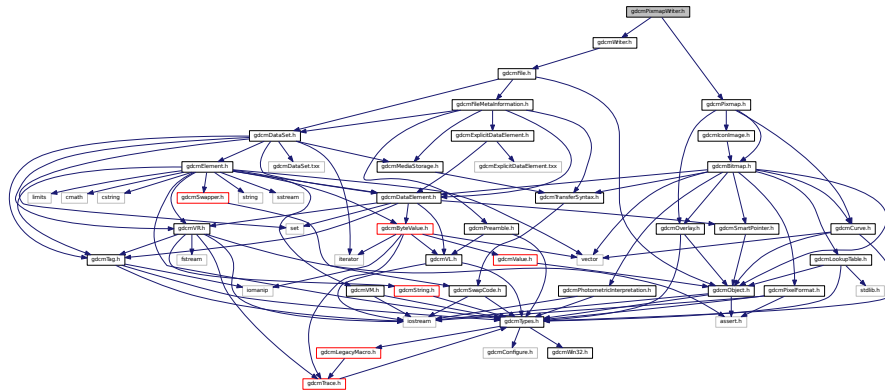 gdcmPixmapWriter.h
gdcmWriter.h
gdcmFile.h
gdcmFileMetaInformation.h
gdcmPixmap.h
gdcmDataSet.h
gdcmExplicitDataElement.h
gdcmIconImage.h
gdcmElement.h
gdcmDataSet.txx
gdcmMediaStorage.h
gdcmExplicitDataElement.txx
gdcmBitmap.h
limits
cmath
cstring
gdcmSwapper.h
string
sstream
gdcmDataElement.h
gdcmTransferSyntax.h
gdcmVR.h
set
gdcmByteValue.h
gdcmPreamble.h
gdcmOverlay.h
gdcmSmartPointer.h
gdcmCurve.h
gdcmTag.h
fstream
iterator
gdcmVL.h
gdcmValue.h
vector
gdcmLookupTable.h
iomanip
gdcmVM.h
gdcmString.h
gdcmSwapCode.h
gdcmPhotometricInterpretation.h
gdcmObject.h
gdcmPixelFormat.h
stdlib.h
iostream
gdcmTypes.h
assert.h
gdcmLegacyMacro.h
gdcmConfigure.h
gdcmWin32.h
gdcmTrace.h